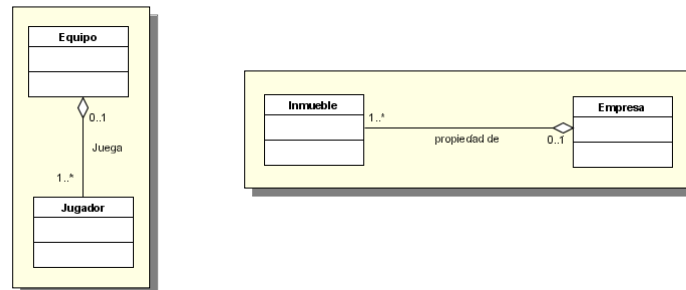 Equipo
0..1
Juega
1..*
Jugador
Inmueble
1..*
propiedad de
0..1
Empresa